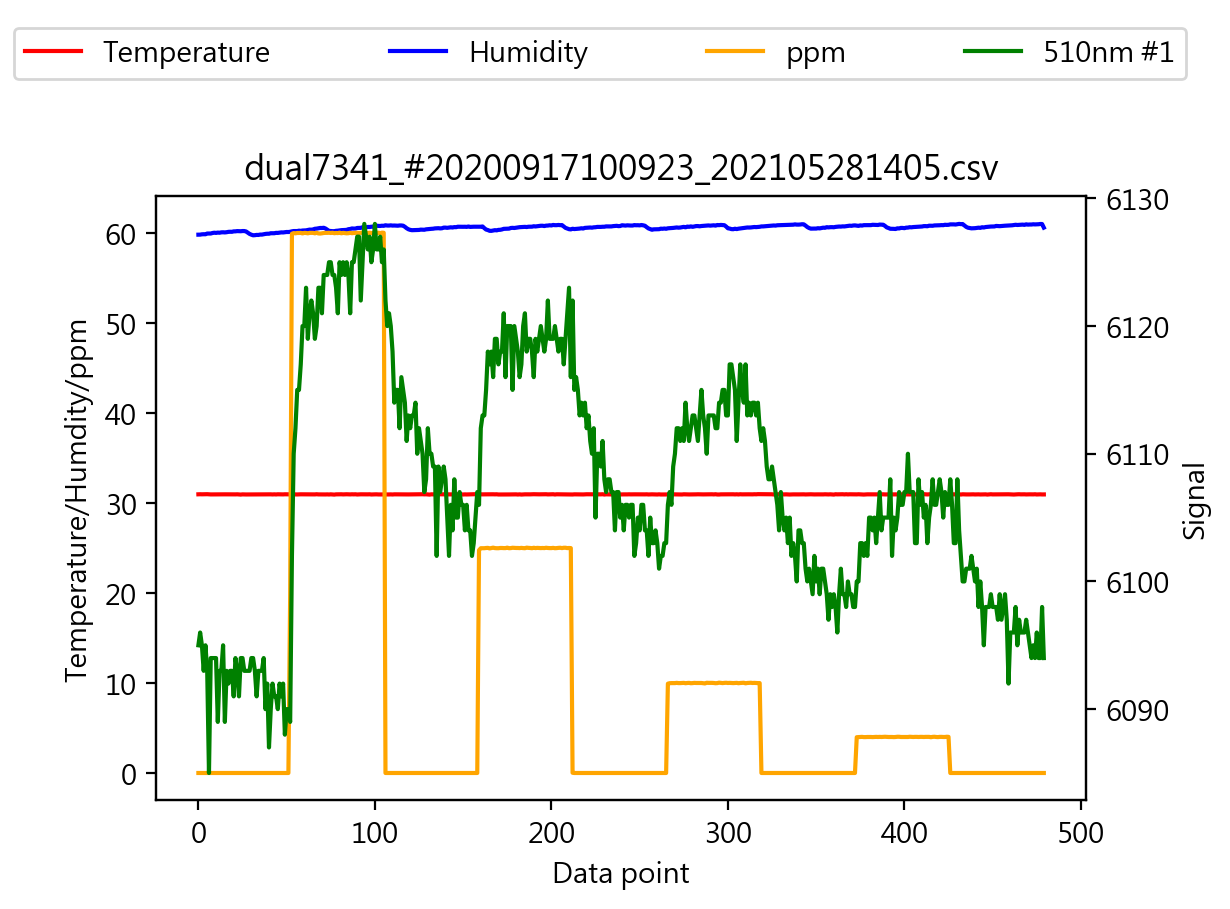 Temperature Humidity ppm 510nm #1
dual7341_#20200917100923_202105281405.csv
Temperature/Humdity/ppm
60
50
40
30
20
10
0
6130
6120
6110
6100
6090
Signal
0 100 200 300 400 500
Data point